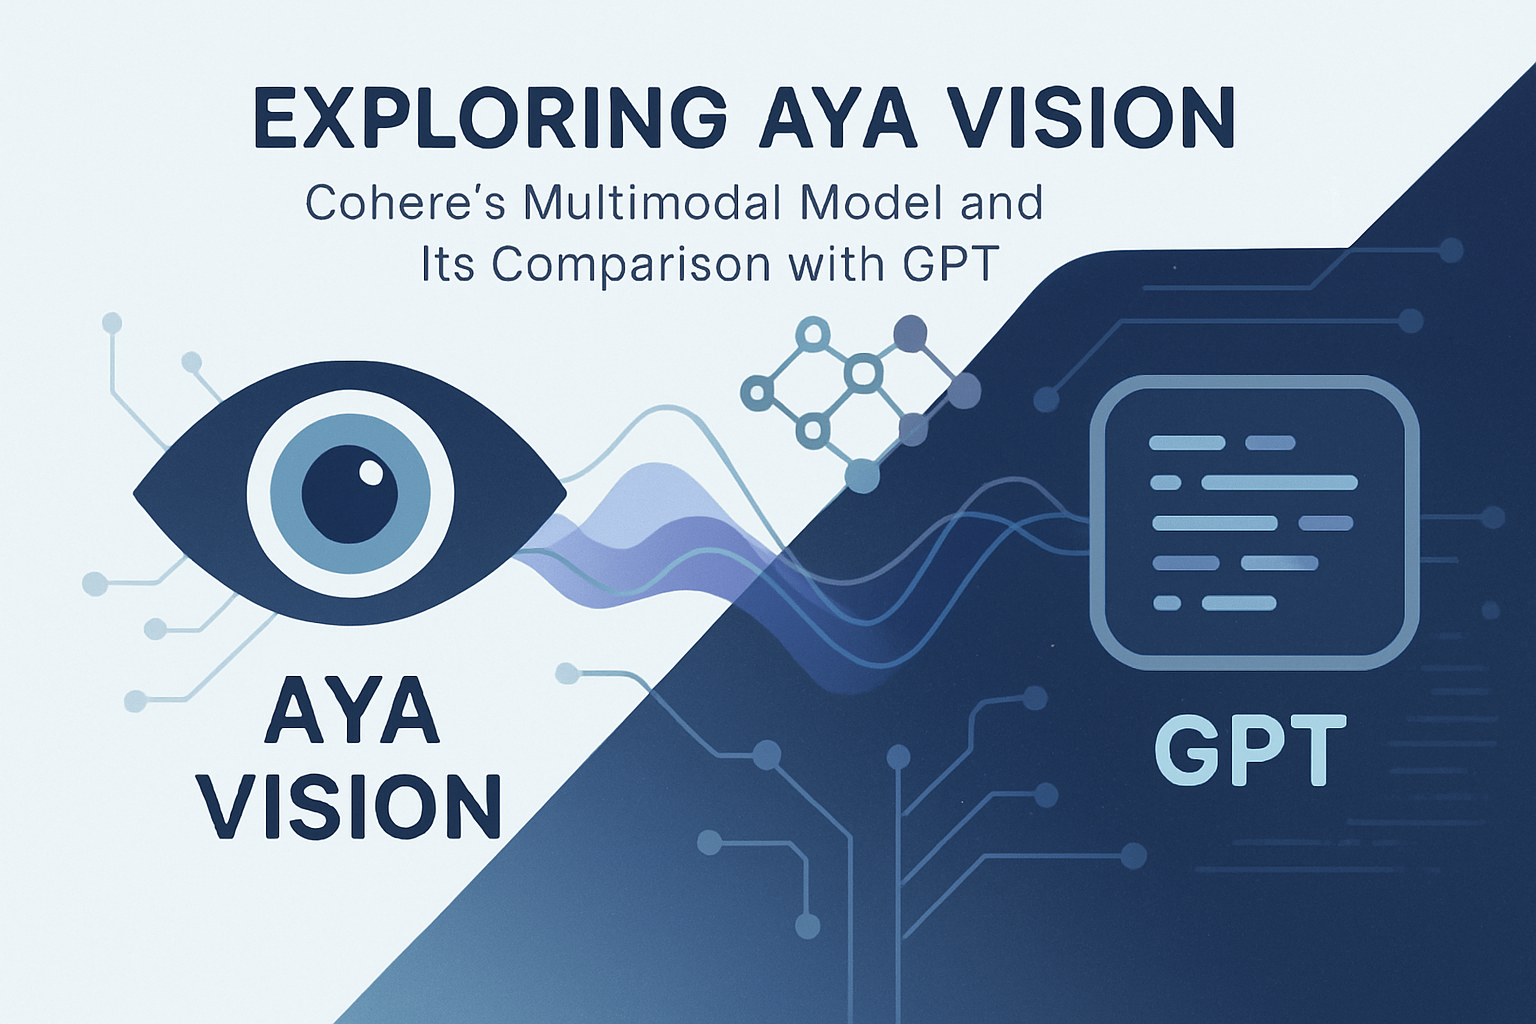 EXPLORING AYA VISION
Cohere's Multimodal Model and
Its Comparison with GPT
AYA
VISION
GPT